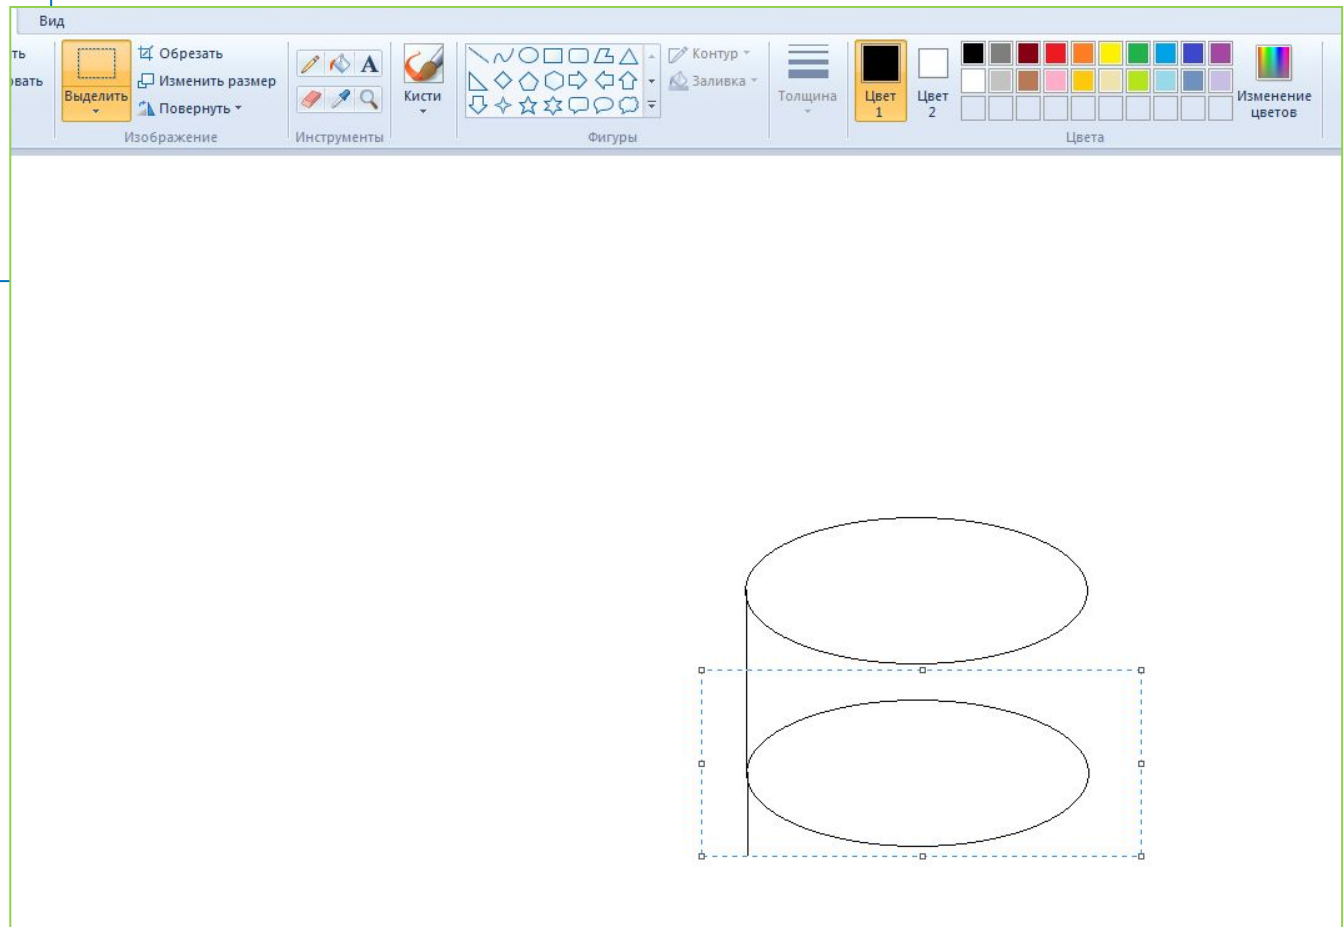 Вид
ть
Обрезать
Контур
овать
Изменить размер
Заливка
Выделить
Повернуть
Кисти
Толщина
Цвет 1
Цвет 2
Изменение цветов
A
Изображение
Инструменты
Фигуры
Цвета